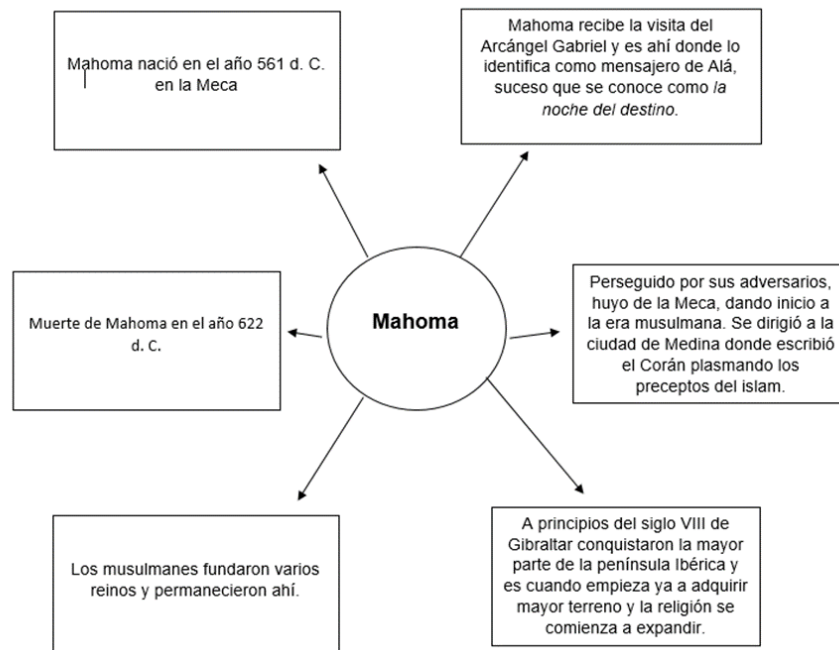 Mahoma nació en el año 561 d. C.
en la Meca
Mahoma recibe la visita del
Arcángel Gabriel y es ahí donde lo
identifica como mensajero de Alá,
suceso que se conoce como la
noche del destino.
Mahoma
Muerte de Mahoma en el año 622
d. C.
Perseguido por sus adversarios,
huyo de la Meca, dando inicio a
la era musulmana. Se dirigió a la
ciudad de Medina donde escribió
el Corán plasmando los
preceptos del islam.
Los musulmanes fundaron varios
reinos y permanecieron ahí.
A principios del siglo VIII de
Gibraltar conquistaron la mayor
parte de la península Ibérica y
es cuando empieza ya a adquirir
mayor terreno y la religión se
comienza a expandir.